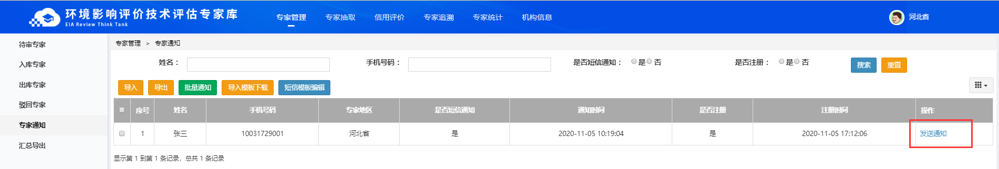 环境影响评价技术评估专家库
EIA Review Think Tank
专家管理 专家抽取 信用评价 专家追溯 专家统计 机构信息 河北省
待审专家
入库专家
出库专家
驳回专家
专家通知
汇总导出
专家管理 > 专家通知
姓名： 手机号码： 是否短信通知： 是 否 是否注册： 是 否 搜索 重置
导入 导出 批量通知 导入模板下载 短信模板编辑
序号 姓名 手机号码 专家地区 是否短信通知 通知时间 是否注册 注册时间 操作
1 张三 10031729001 河北省 是 2020-11-05 10:19:04 是 2020-11-05 17:12:06 发送通知
显示第 1 到第 1 条记录，总共 1 条记录